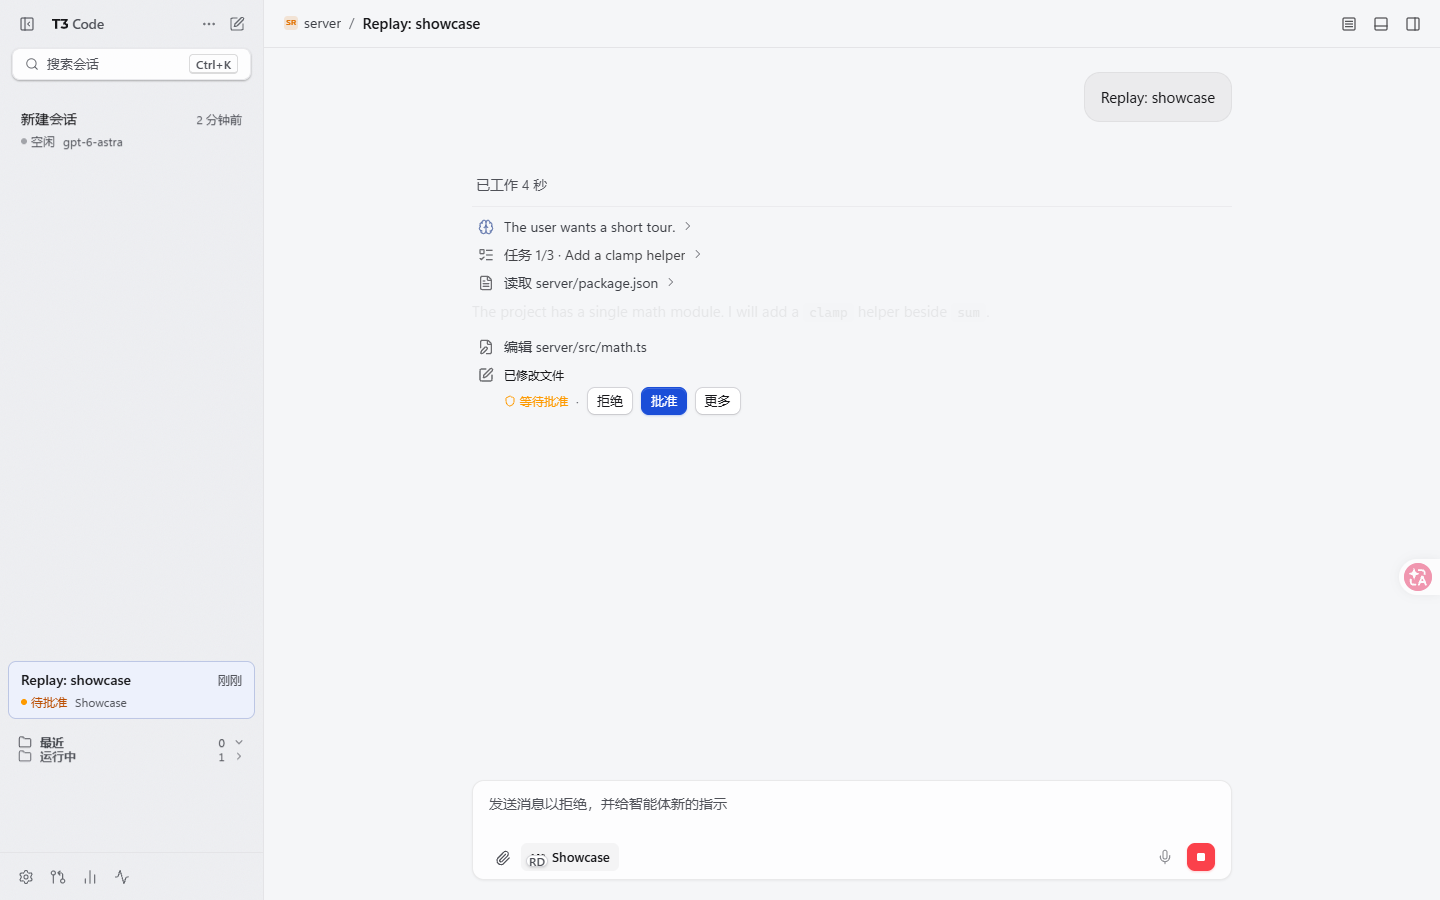 T3 Code
搜索会话 Ctrl+K
新建会话 2 分钟前
空闲 gpt-6-astra
Replay: showcase 刚刚
待批准 Showcase
最近 0
运行中 1
SR server / Replay: showcase
Replay: showcase
已工作 4 秒
The user wants a short tour.
任务 1/3 · Add a clamp helper
读取 server/package.json
The project has a single math module. I will add a clamp helper beside sum.
编辑 server/src/math.ts
已修改文件
等待批准 · 拒绝 批准 更多
发送消息以拒绝，并给智能体新的指示
RD Showcase